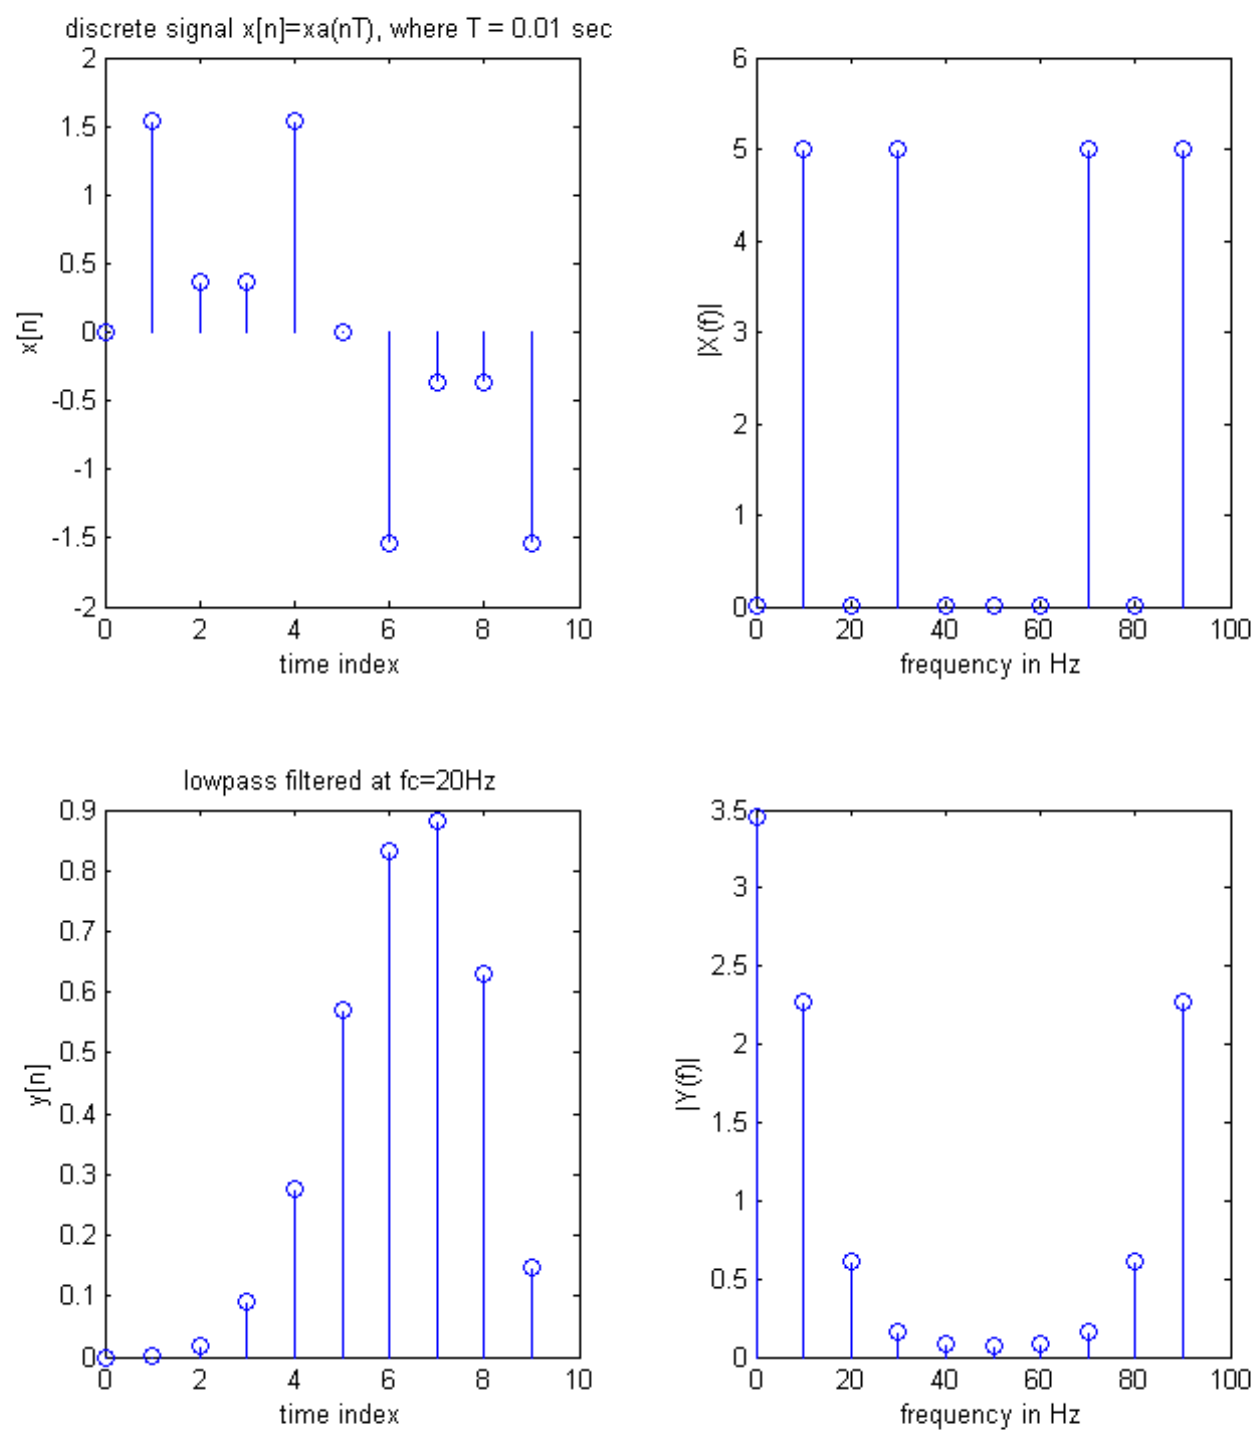 discrete signal x[n]=xa(nT), where T = 0.01 sec
2
1.5
1
0.5
0
-0.5
-1
-1.5
-2
x[n]
0 2 4 6 8 10
time index
6
5
4
3
2
1
0
|X(f)|
0 20 40 60 80 100
frequency in Hz
lowpass filtered at fc=20Hz
0.9
0.8
0.7
0.6
0.5
0.4
0.3
0.2
0.1
0
y[n]
0 2 4 6 8 10
time index
3.5
3
2.5
2
1.5
1
0.5
0
|Y(f)|
0 20 40 60 80 100
frequency in Hz